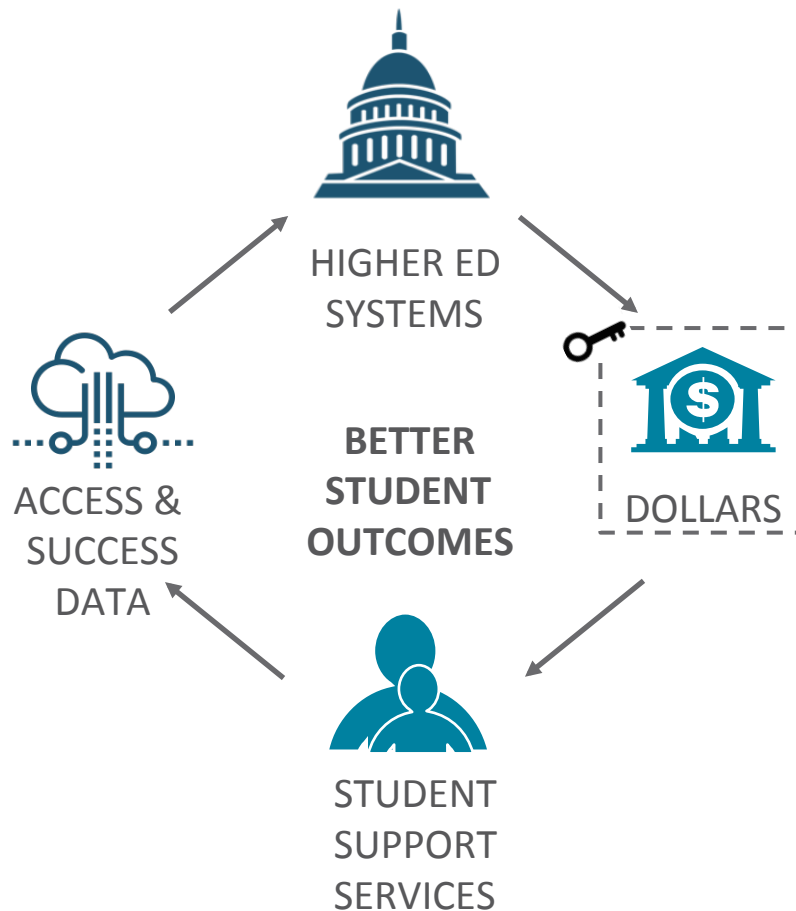 HIGHER ED
SYSTEMS
$
DOLLARS
BETTER
STUDENT
OUTCOMES
ACCESS &
SUCCESS
DATA
STUDENT
SUPPORT
SERVICES